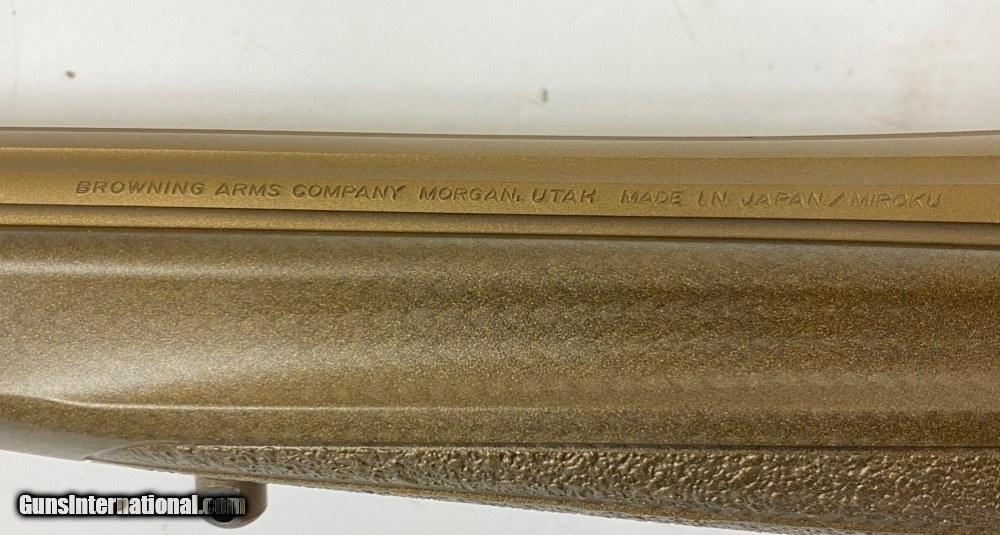 BROWNING ARMS COMPANY MORGAN, UTAH MADE IN JAPAN/MIROKU
GunsInternational.com